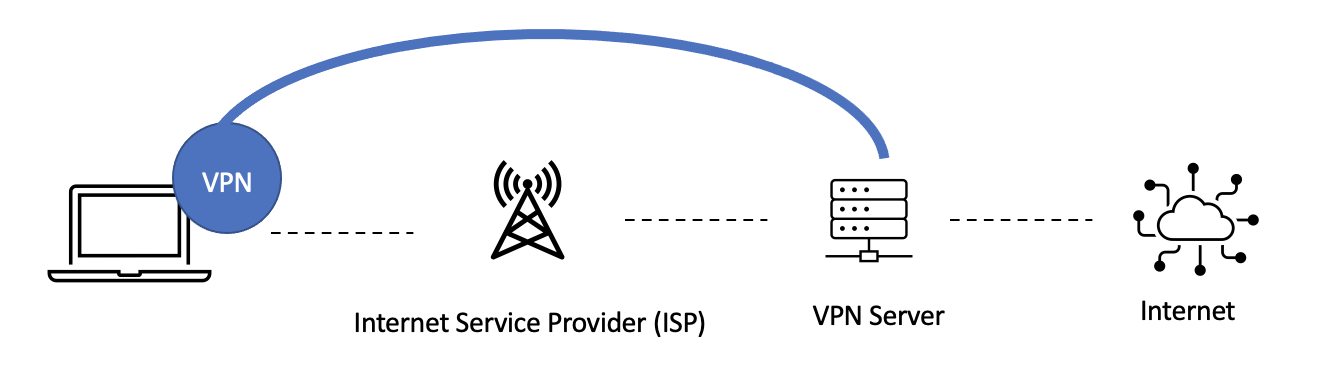 VPN
Internet Service Provider (ISP)
VPN Server
Internet